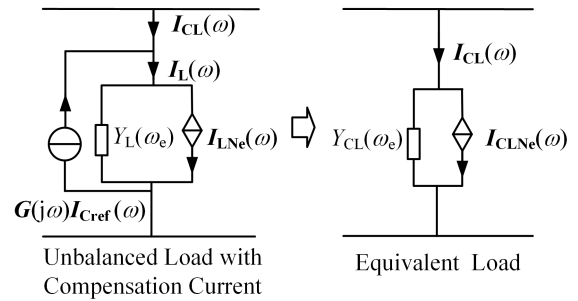 I_CL(ω)
I_L(ω)
Y_L(ω_e)
I_LNe(ω)
G(jω)I_Cref(ω)
Unbalanced Load with
Compensation Current
I_CL(ω)
Y_CL(ω_e)
I_CLNe(ω)
Equivalent Load